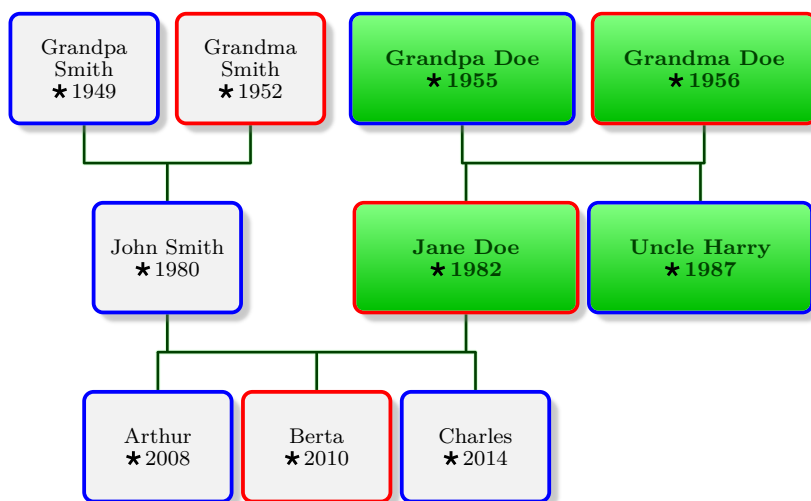 Grandpa
Smith
★1949
Grandma
Smith
★1952
Grandpa Doe
★1955
Grandma Doe
★1956
John Smith
★1980
Jane Doe
★1982
Uncle Harry
★1987
Arthur
★2008
Berta
★2010
Charles
★2014